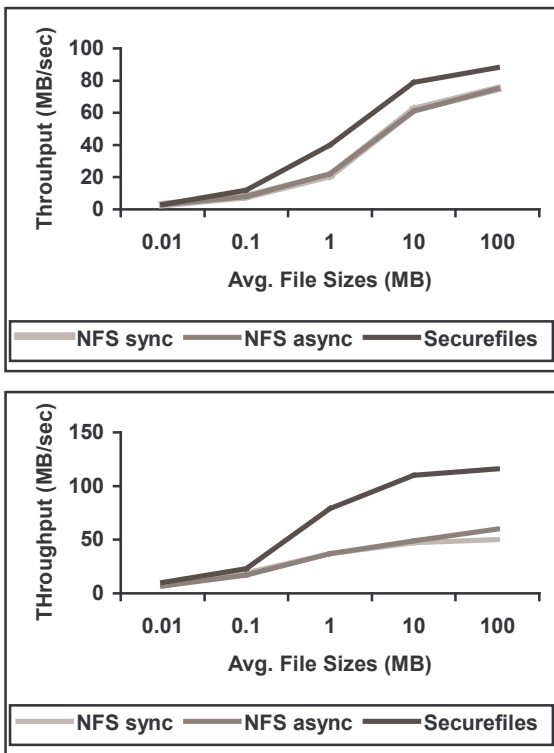 Throuhput (MB/sec)
100
80
60
40
20
0
0.01 0.1 1 10 100
Avg. File Sizes (MB)
NFS sync NFS async Securefiles
THroughput (MB/sec)
150
100
50
0
0.01 0.1 1 10 100
Avg. File Sizes (MB)
NFS sync NFS async Securefiles